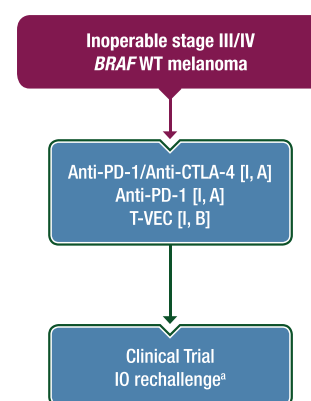 Inoperable stage III/IV
BRAF WT melanoma
Anti-PD-1/Anti-CTLA-4 [I, A]
Anti-PD-1 [I, A]
T-VEC [I, B]
Clinical Trial
IO rechallengeᵃ